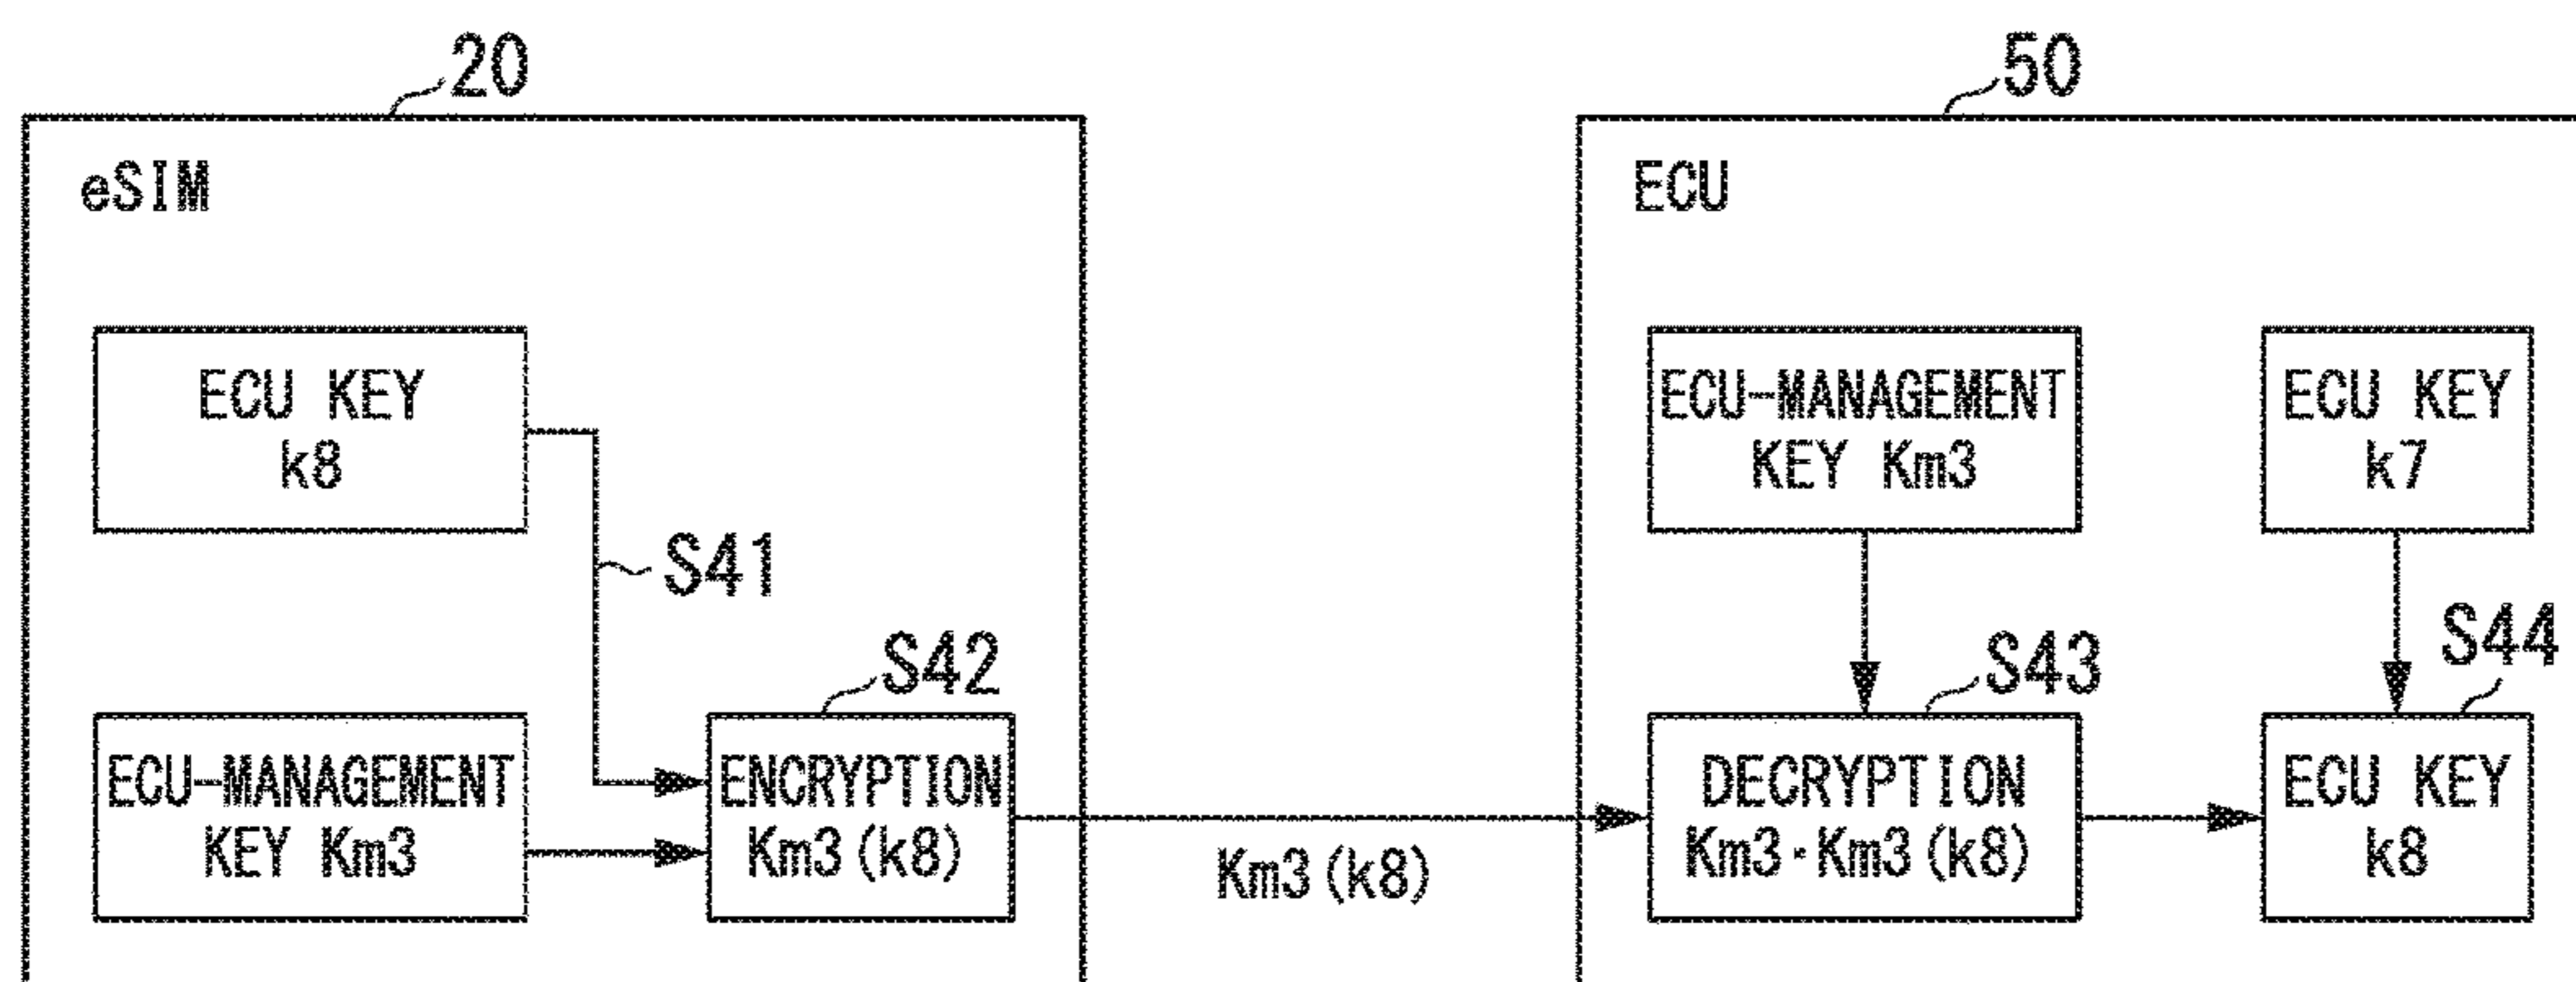 20
50
eSIM
ECU
ECU KEY
k8
ECU-MANAGEMENT
KEY Km3
ECU KEY
k7
S41
S42
S43
S44
ECU-MANAGEMENT
KEY Km3
ENCRYPTION
Km3(k8)
Km3(k8)
DECRYPTION
Km3・Km3(k8)
ECU KEY
k8